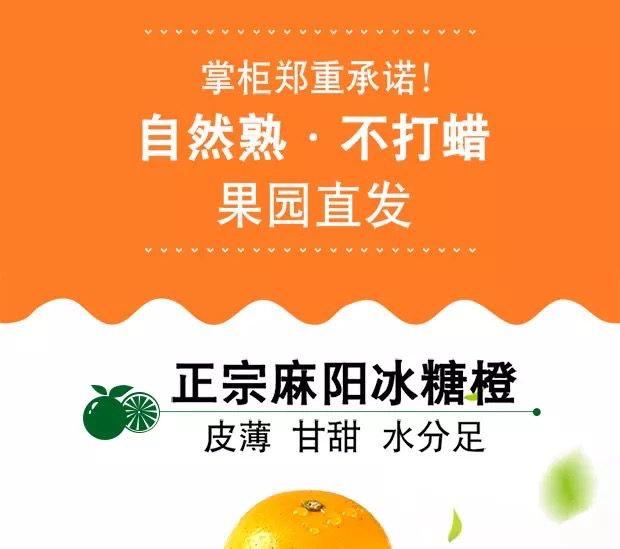 掌柜郑重承诺!
自然熟·不打蜡
果园直发
正宗麻阳冰糖橙
皮薄 甘甜 水分足